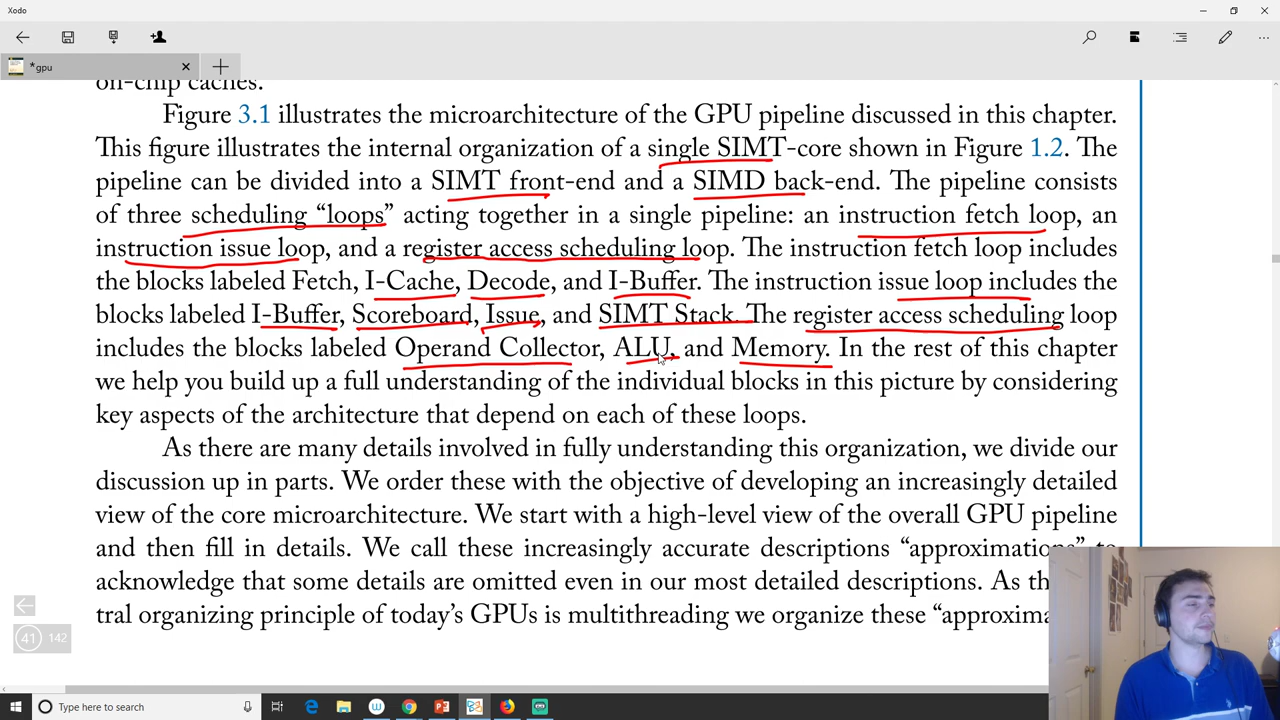 Xodo
*gpu
on-chip caches.
Figure 3.1 illustrates the microarchitecture of the GPU pipeline discussed in this chapter.
This figure illustrates the internal organization of a single SIMT-core shown in Figure 1.2. The
pipeline can be divided into a SIMT front-end and a SIMD back-end. The pipeline consists
of three scheduling “loops” acting together in a single pipeline: an instruction fetch loop, an
instruction issue loop, and a register access scheduling loop. The instruction fetch loop includes
the blocks labeled Fetch, I-Cache, Decode, and I-Buffer. The instruction issue loop includes the
blocks labeled I-Buffer, Scoreboard, Issue, and SIMT Stack. The register access scheduling loop
includes the blocks labeled Operand Collector, ALU, and Memory. In the rest of this chapter
we help you build up a full understanding of the individual blocks in this picture by considering
key aspects of the architecture that depend on each of these loops.
As there are many details involved in fully understanding this organization, we divide our
discussion up in parts. We order these with the objective of developing an increasingly detailed
view of the core microarchitecture. We start with a high-level view of the overall GPU pipeline
and then fill in details. We call these increasingly accurate descriptions “approximations” to
acknowledge that some details are omitted even in our most detailed descriptions. As th
tral organizing principle of today’s GPUs is multithreading we organize these “approxima
41 142
Type here to search